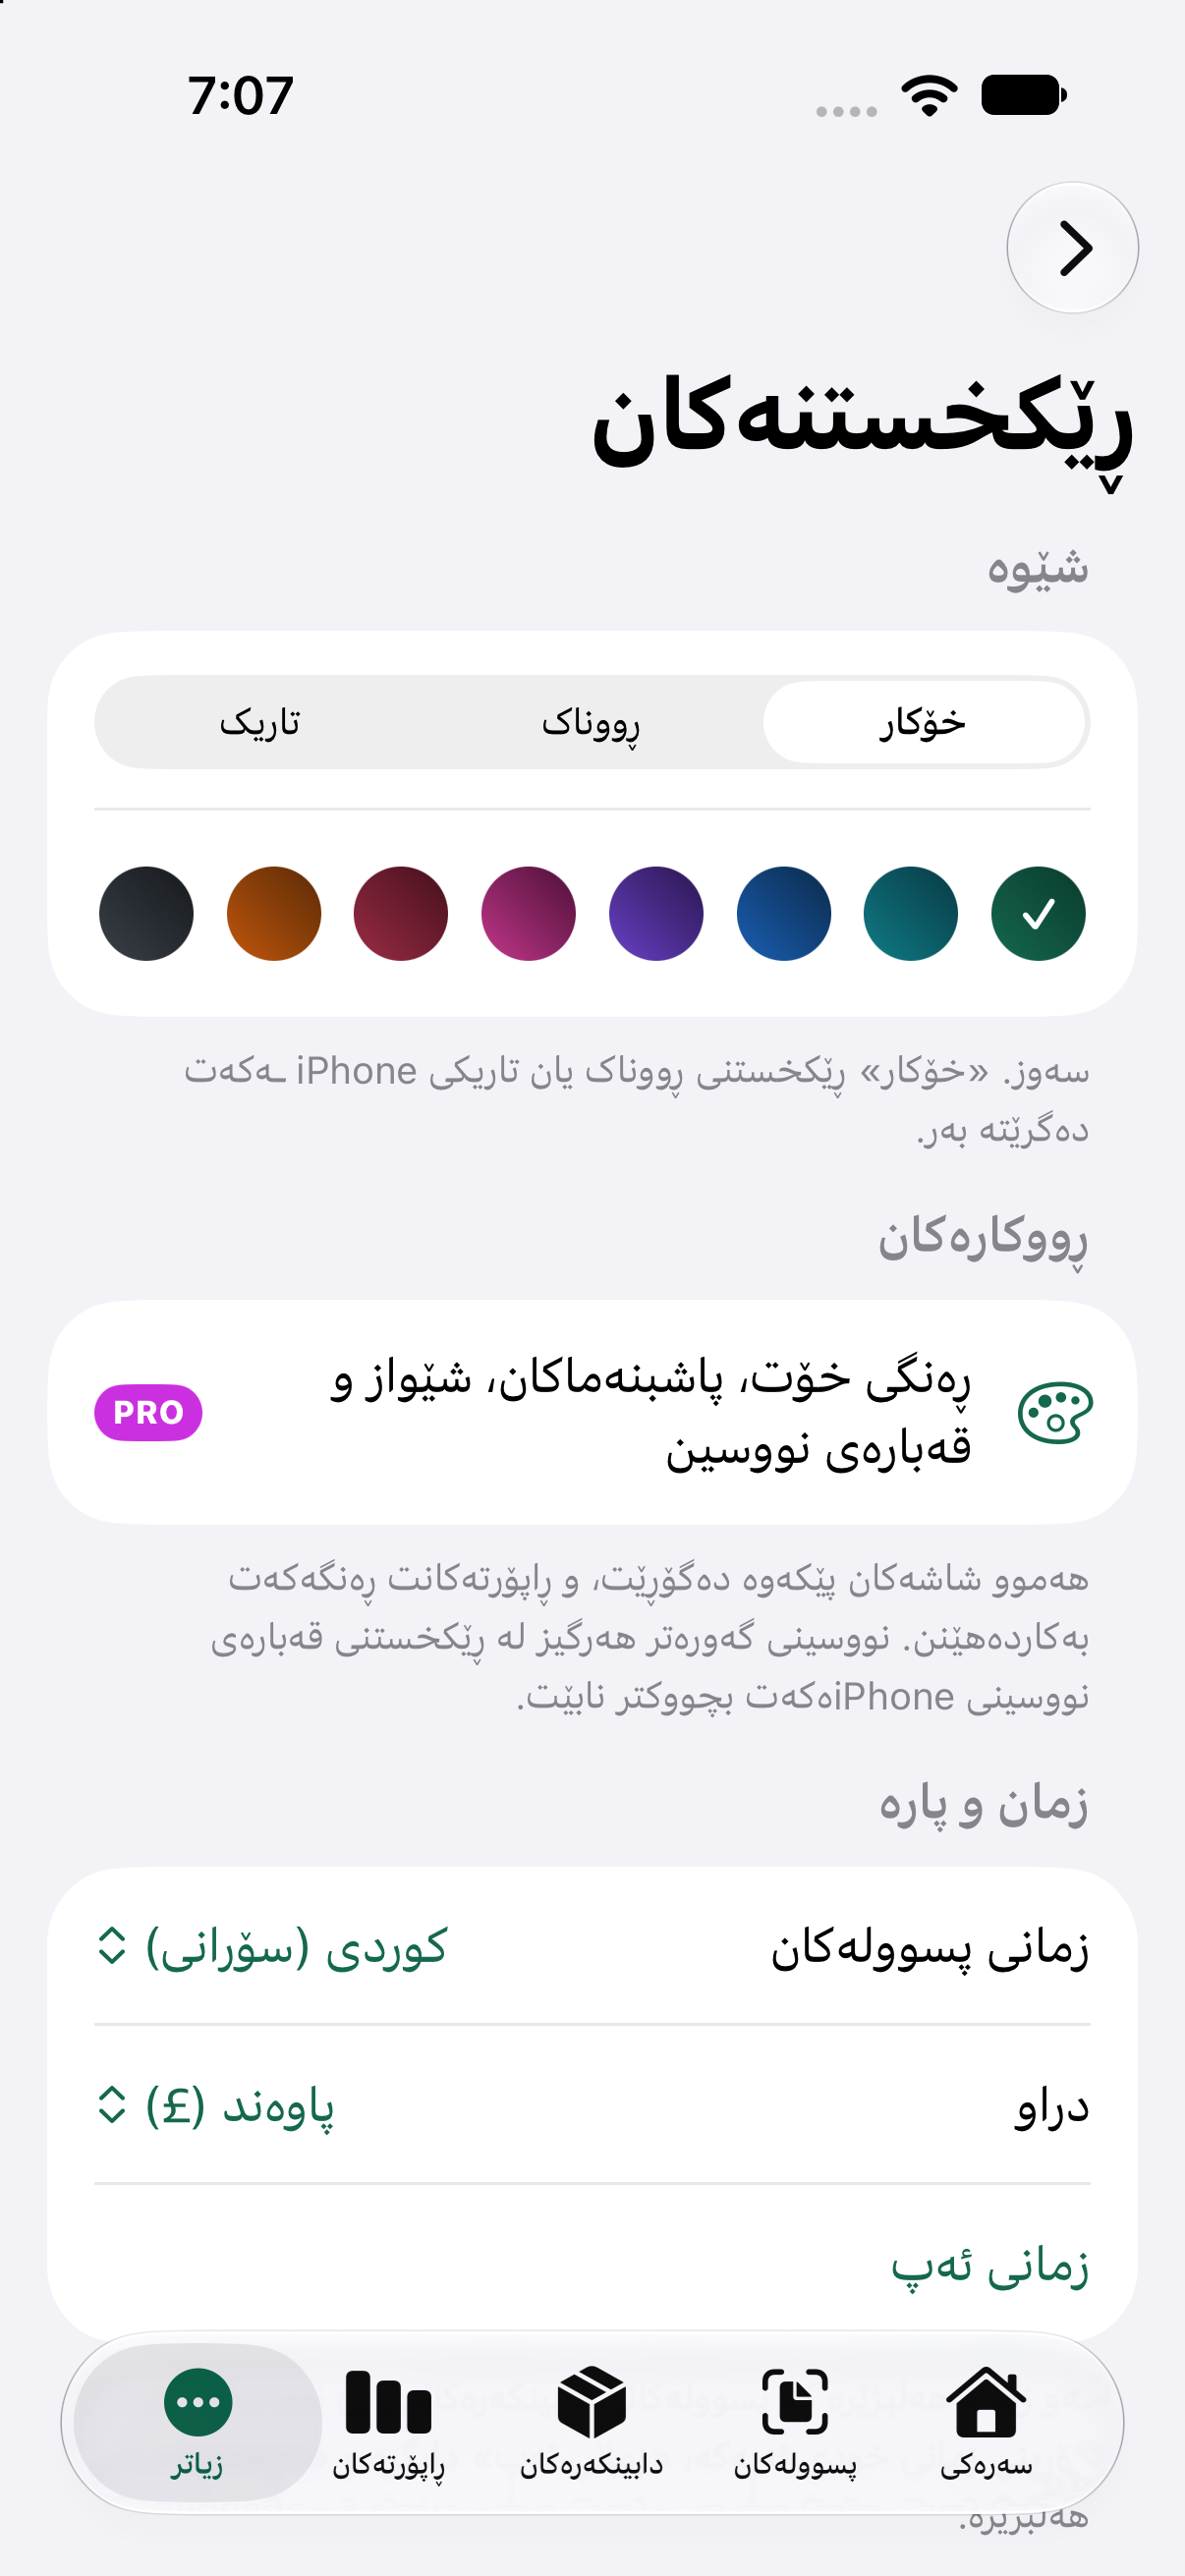 7:07
ڕێکخستنەکان
شێوە
خۆکار
ڕووناک
تاریک
سەوز. «خۆکار» ڕێکخستنی ڕووناک یان تاریکی iPhone ـەکەت
دەگرێتە بەر.
ڕووکارەکان
ڕەنگی خۆت، پاشبنەماکان، شێواز و
قەبارەی نووسین
PRO
هەموو شاشەکان پێکەوە دەگۆڕێت، و ڕاپۆرتەکانت ڕەنگەکەت
بەکاردەهێنن. نووسینی گەورەتر هەرگیز لە ڕێکخستنی قەبارەی
نووسینی iPhoneەکەت بچووکتر نابێت.
زمان و پارە
زمانی پسوولەکان
کوردی (سۆرانی)
دراو
پاوەند (£)
زمانی ئەپ
سەرەکی
پسوولەکان
دابینکەرەکان
ڕاپۆرتەکان
زیاتر
هەڵبژێرە.